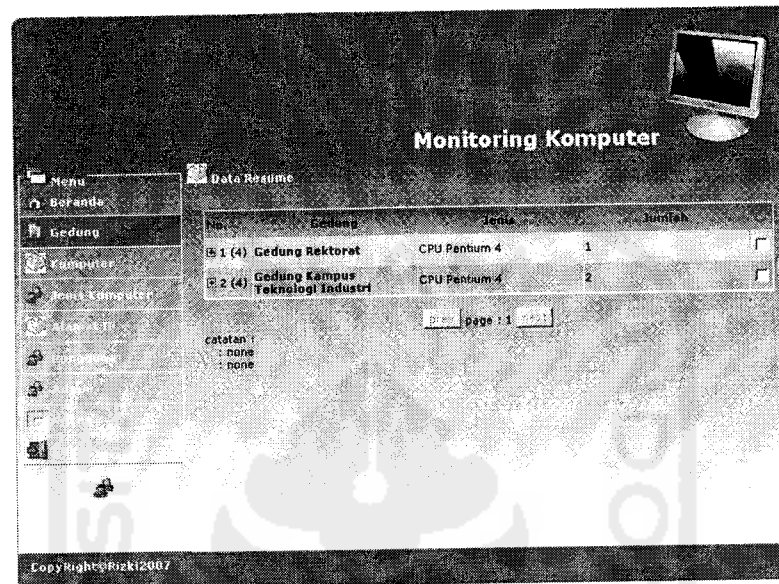 Monitoring Komputer
Menu
Beranda
Gedung
Komputer
Jenis Komputer
Data Resume
No. Gedung Jenis Jumlah
1 (4) Gedung Rektorat CPU Pentium 4 1
2 (4) Gedung Kampus Teknologi Industri CPU Pentium 4 2
prev page : 1 next
catatan :
: none
: none
CopyRight©Rizki2007